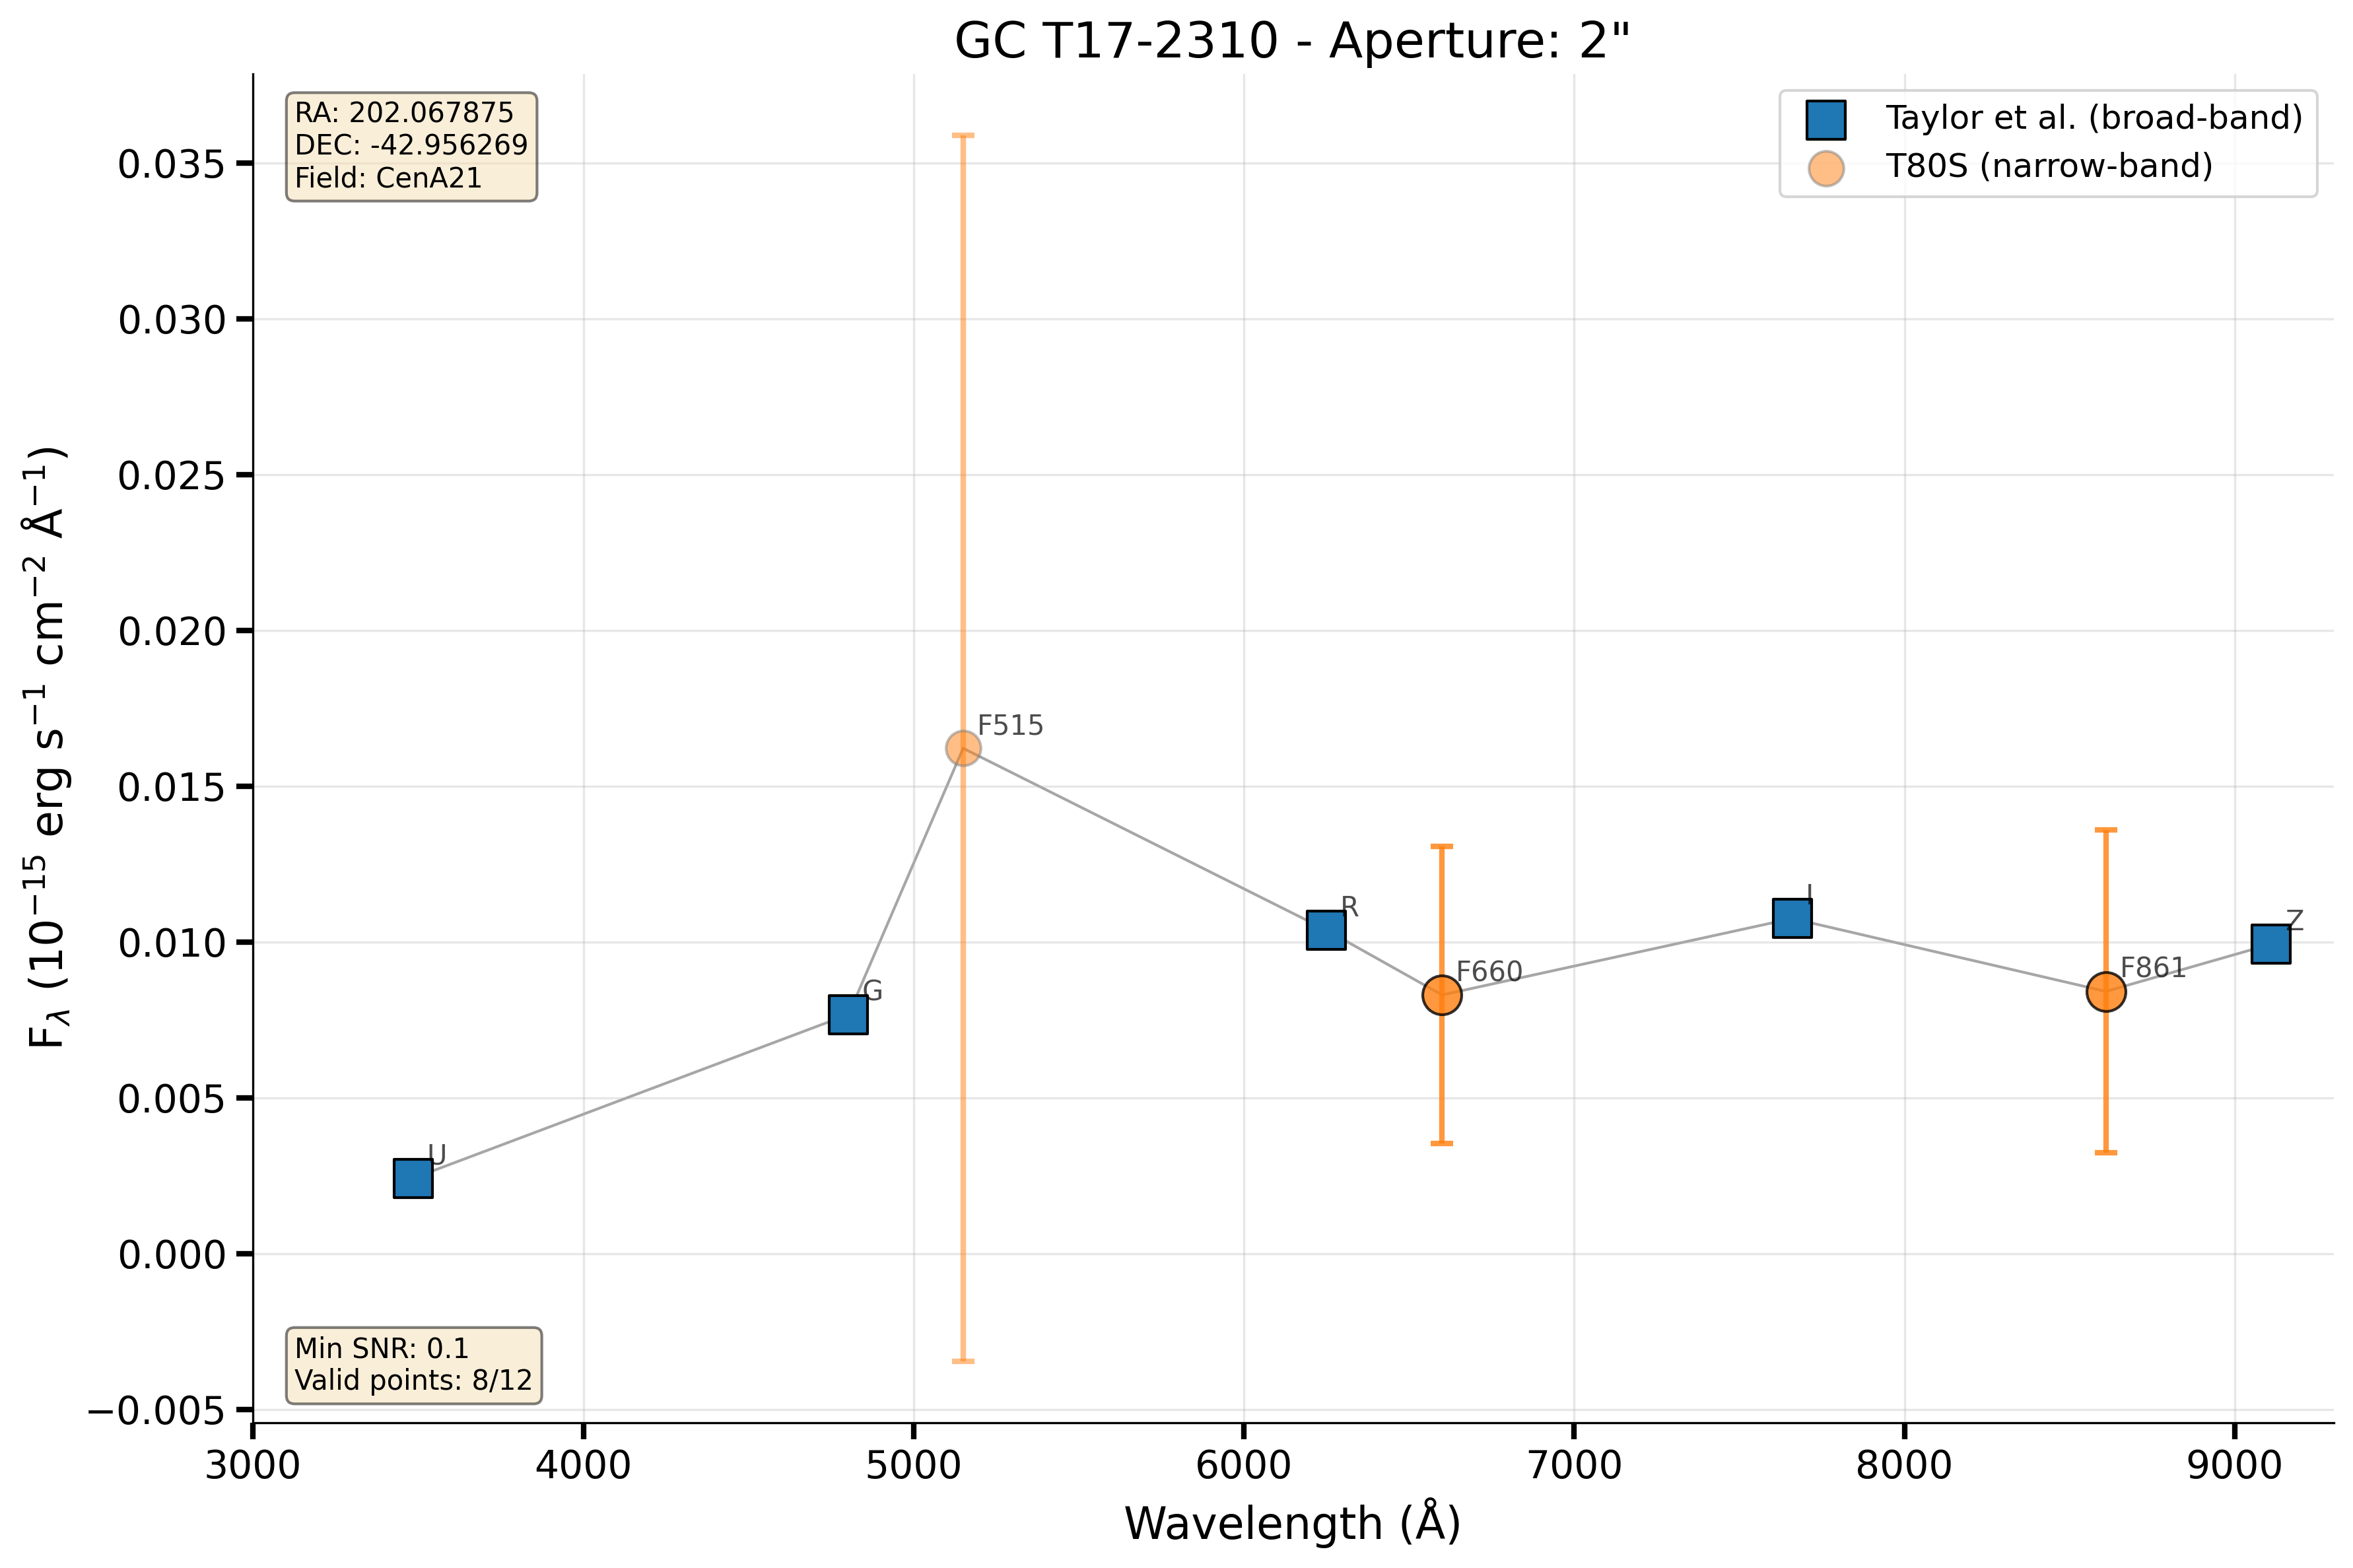 GC T17-2310 - Aperture: 2"
RA: 202.067875
DEC: -42.956269
Field: CenA21
Taylor et al. (broad-band)
T80S (narrow-band)
0.035
0.030
0.025
0.020
0.015
0.010
0.005
0.000
−0.005
F_λ (10⁻¹⁵ erg s⁻¹ cm⁻² Å⁻¹)
U
G
F515
R
F660
I
F861
Z
Min SNR: 0.1
Valid points: 8/12
3000 4000 5000 6000 7000 8000 9000
Wavelength (Å)